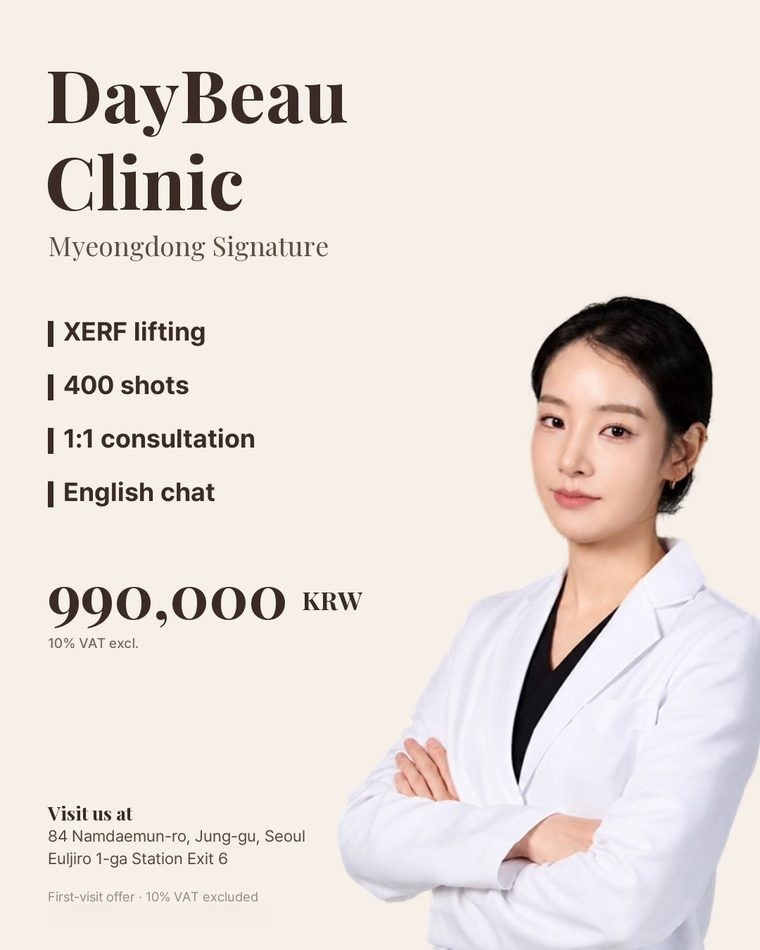 DayBeau
Clinic
Myeongdong Signature
XERF lifting
400 shots
1:1 consultation
English chat
990,000 KRW
10% VAT excl.
Visit us at
84 Namdaemun-ro, Jung-gu, Seoul
Euljiro 1-ga Station Exit 6
First-visit offer · 10% VAT excluded